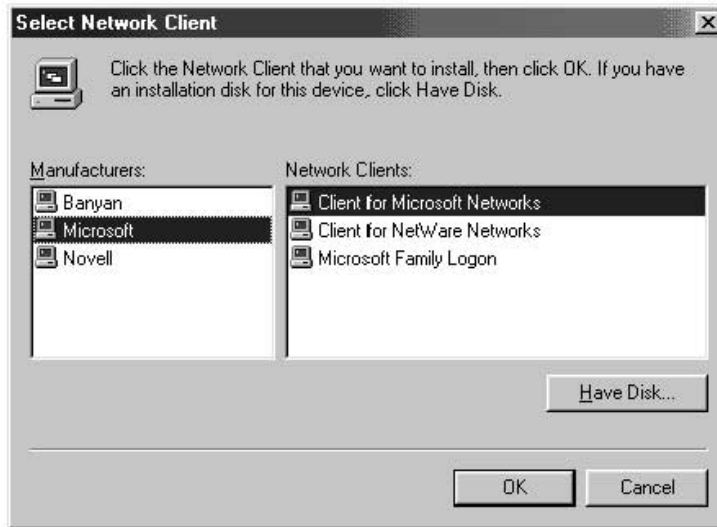 Select Network Client
Click the Network Client that you want to install, then click OK. If you have
an installation disk for this device, click Have Disk.
Manufacturers:
Banyan
Microsoft
Novell
Network Clients:
Client for Microsoft Networks
Client for NetWare Networks
Microsoft Family Logon
Have Disk...
OK
Cancel